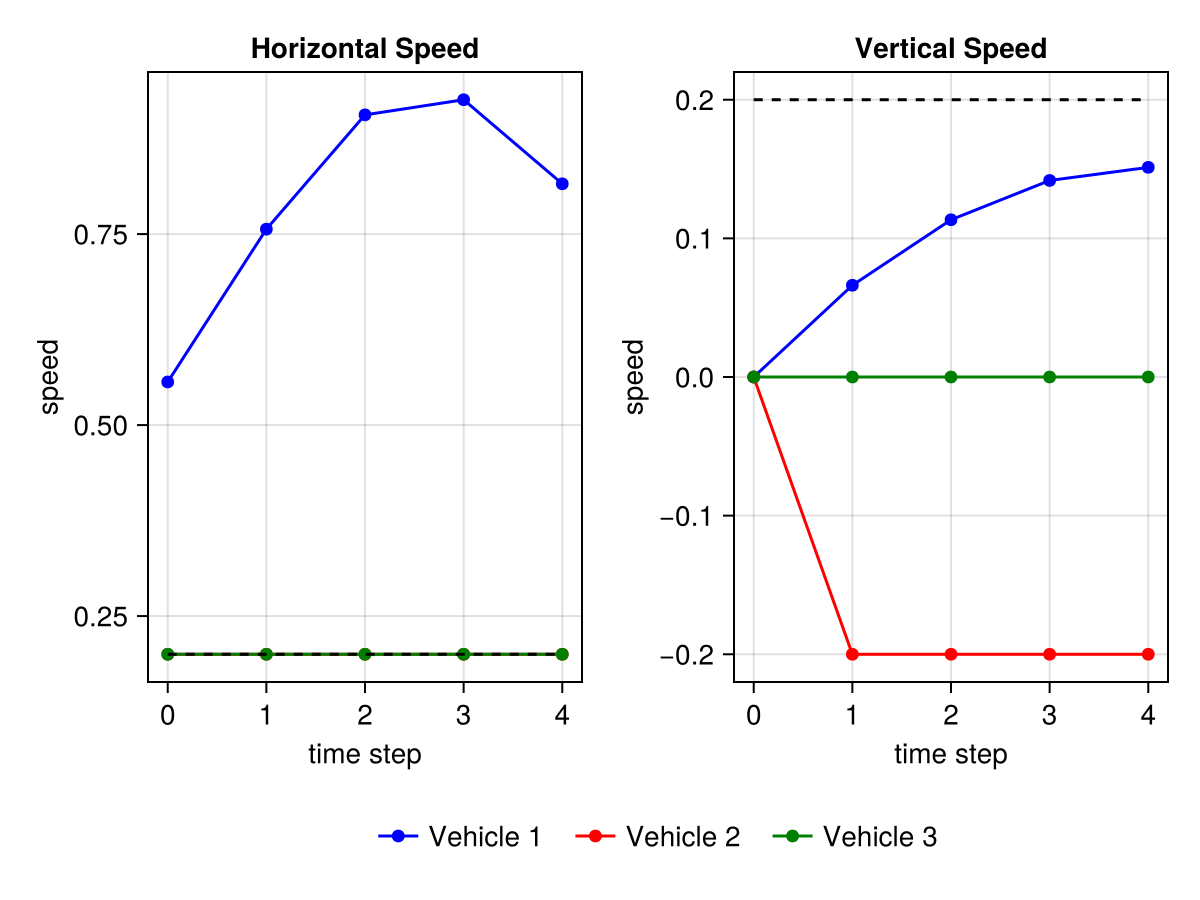 Horizontal Speed
Vertical Speed
speed
0.75
0.50
0.25
0 1 2 3 4
time step
speed
0.2
0.1
0.0
−0.1
−0.2
0 1 2 3 4
time step
Vehicle 1 Vehicle 2 Vehicle 3